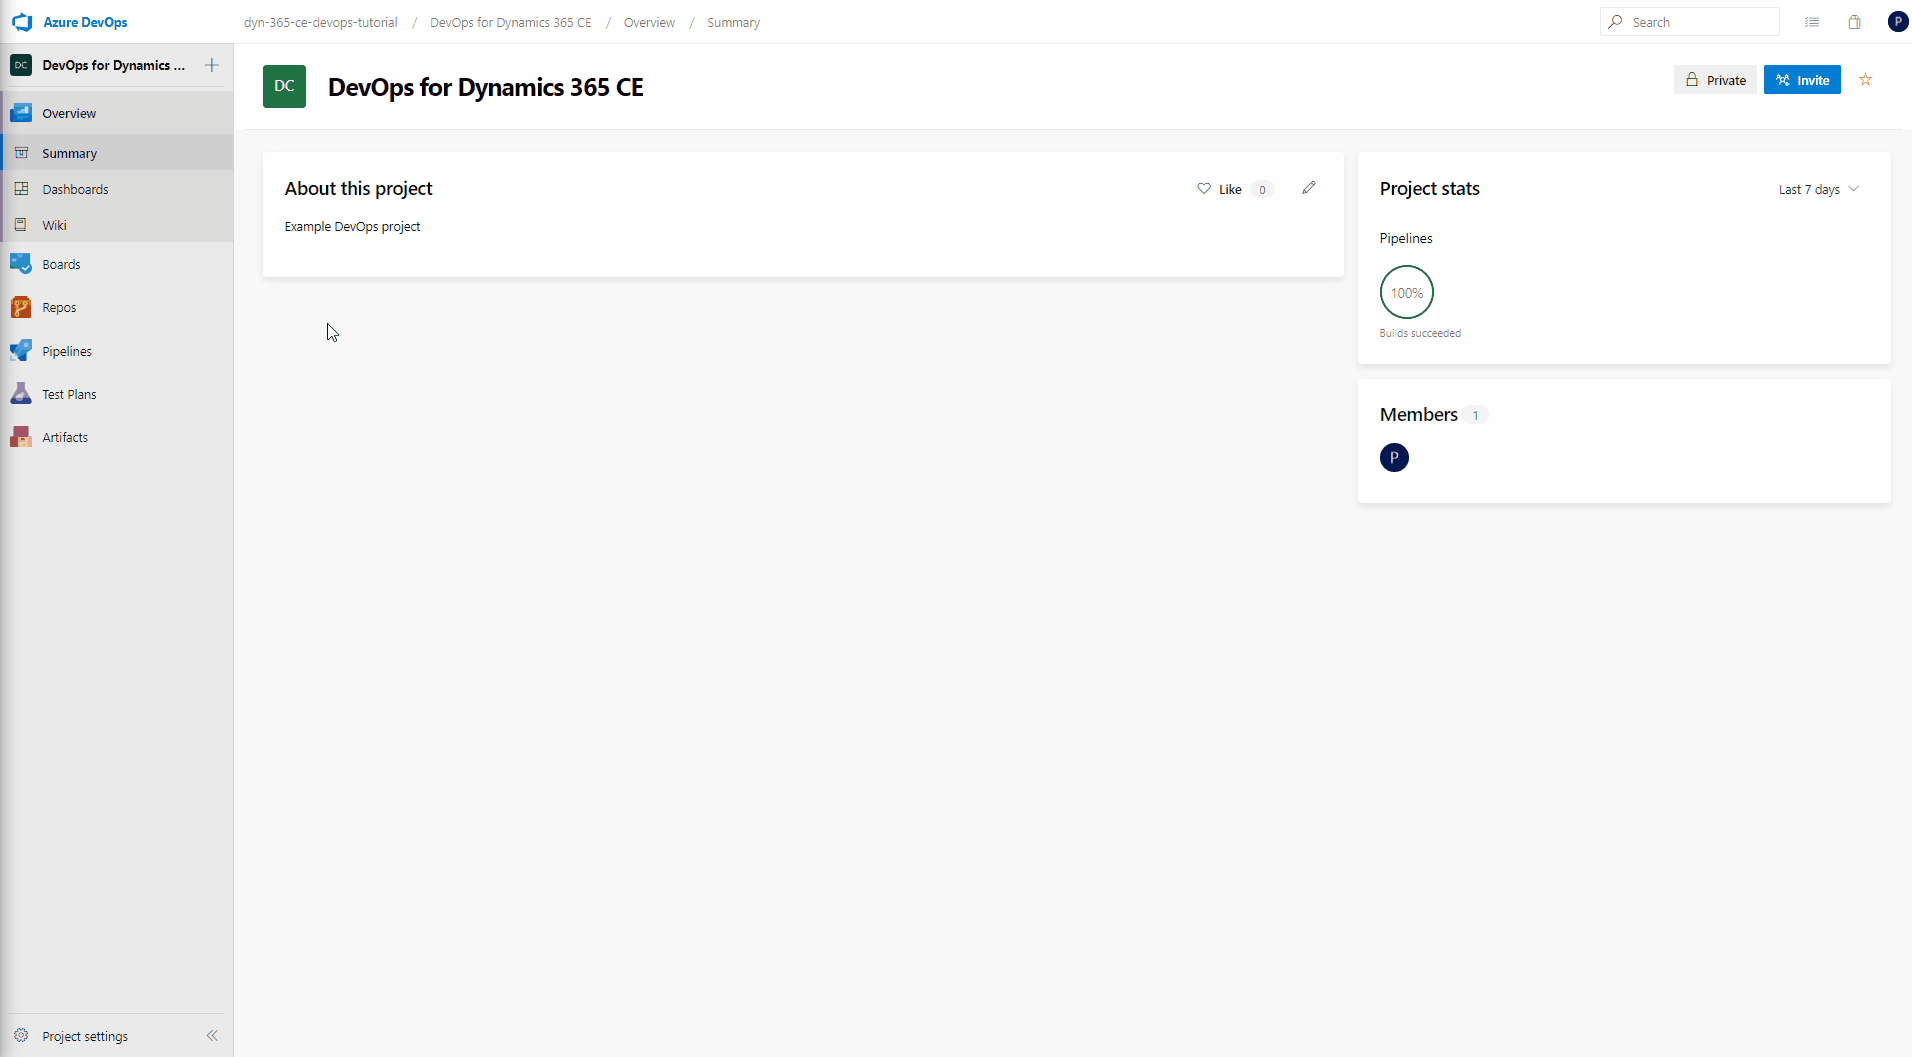 Azure DevOps
dyn-365-ce-devops-tutorial / DevOps for Dynamics 365 CE / Overview / Summary
Search
P
DC DevOps for Dynamics ...
Overview
Summary
Dashboards
Wiki
Boards
Repos
Pipelines
Test Plans
Artifacts
Project settings
DC DevOps for Dynamics 365 CE
Private
Invite
About this project
Like 0
Example DevOps project
Project stats
Last 7 days
Pipelines
100%
Builds succeeded
Members 1
P